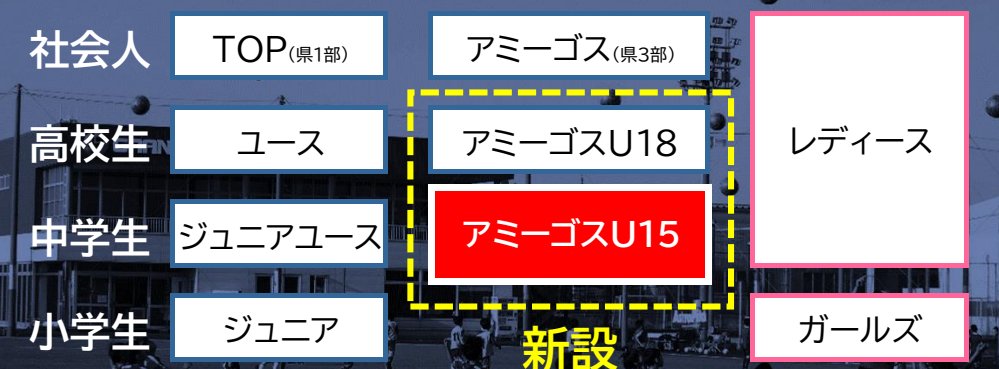 社会人 TOP(県1部) アミーゴス(県3部)
高校生 ユース アミーゴスU18 レディース
中学生 ジュニアユース アミーゴスU15
小学生 ジュニア 新設 ガールズ